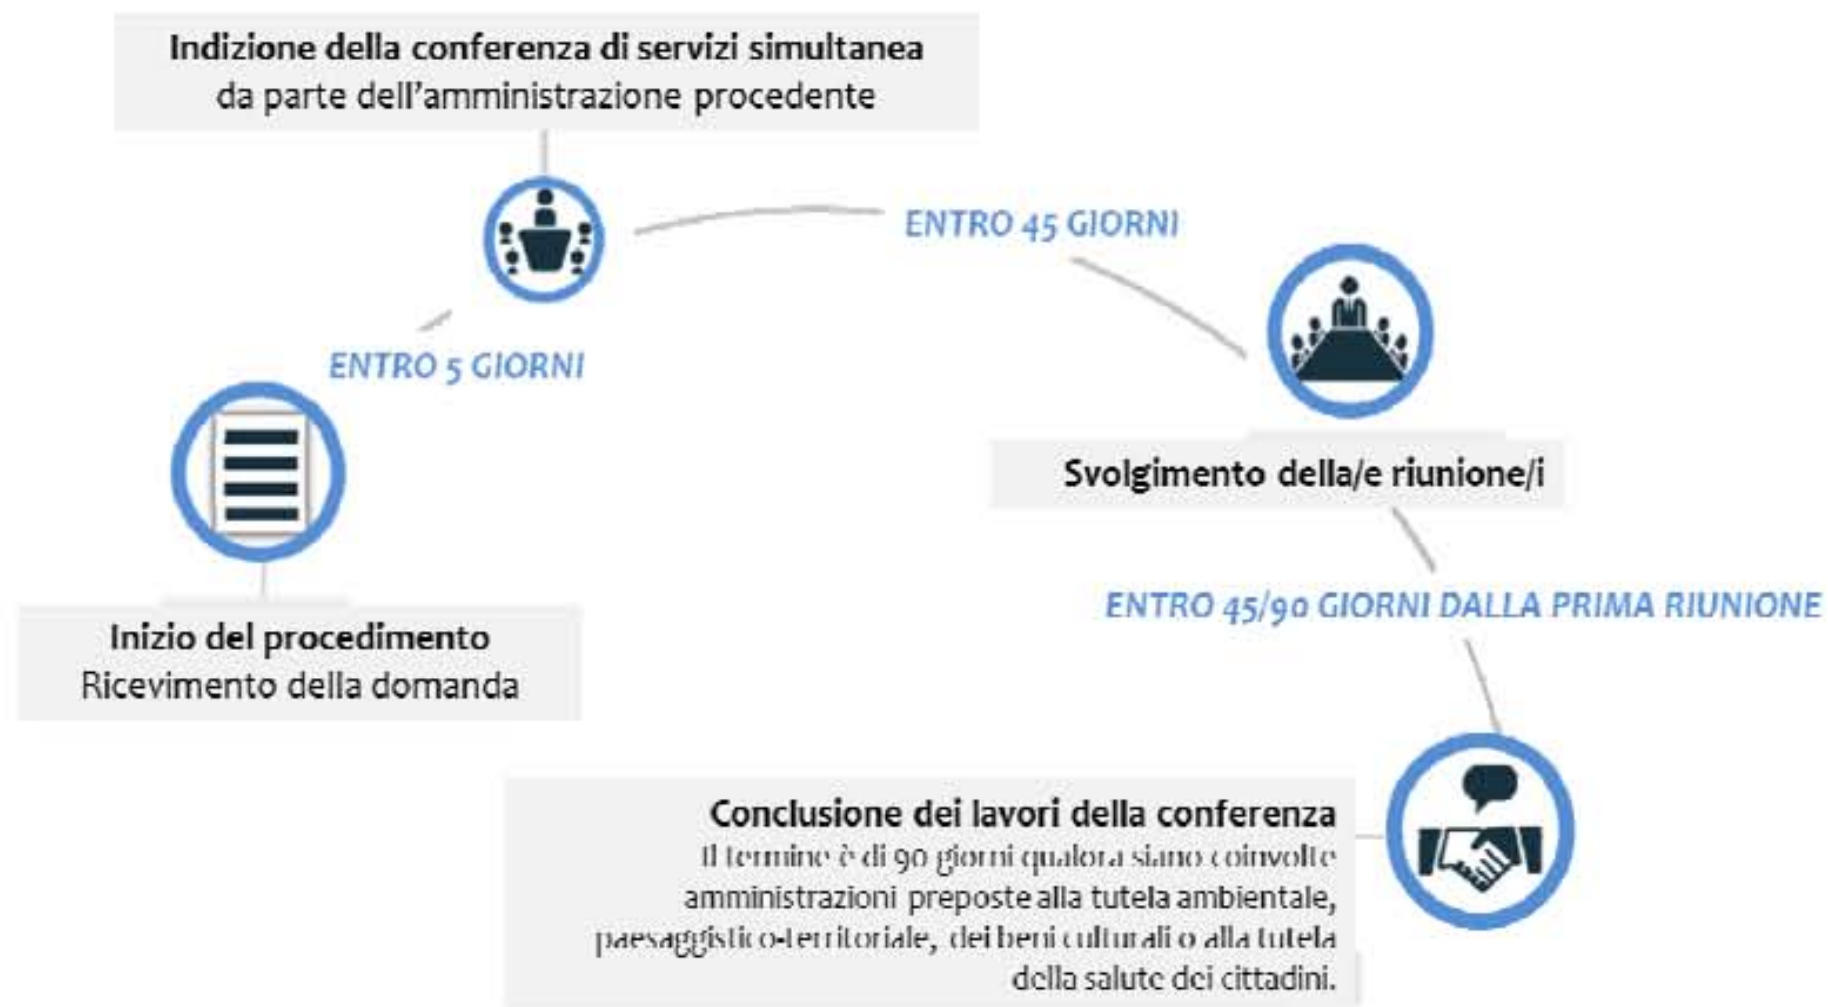 Indizione della conferenza di servizi simultanea
da parte dell'amministrazione procedente
ENTRO 45 GIORNI
ENTRO 5 GIORNI
Svolgimento della/e riunione/i
ENTRO 45/90 GIORNI DALLA PRIMA RIUNIONE
Inizio del procedimento
Ricevimento della domanda
Conclusione dei lavori della conferenza
Il termine è di 90 giorni qualora siano coinvolte
amministrazioni preposte alla tutela ambientale,
paesaggistico-territoriale, dei beni culturali o alla tutela
della salute dei cittadini.